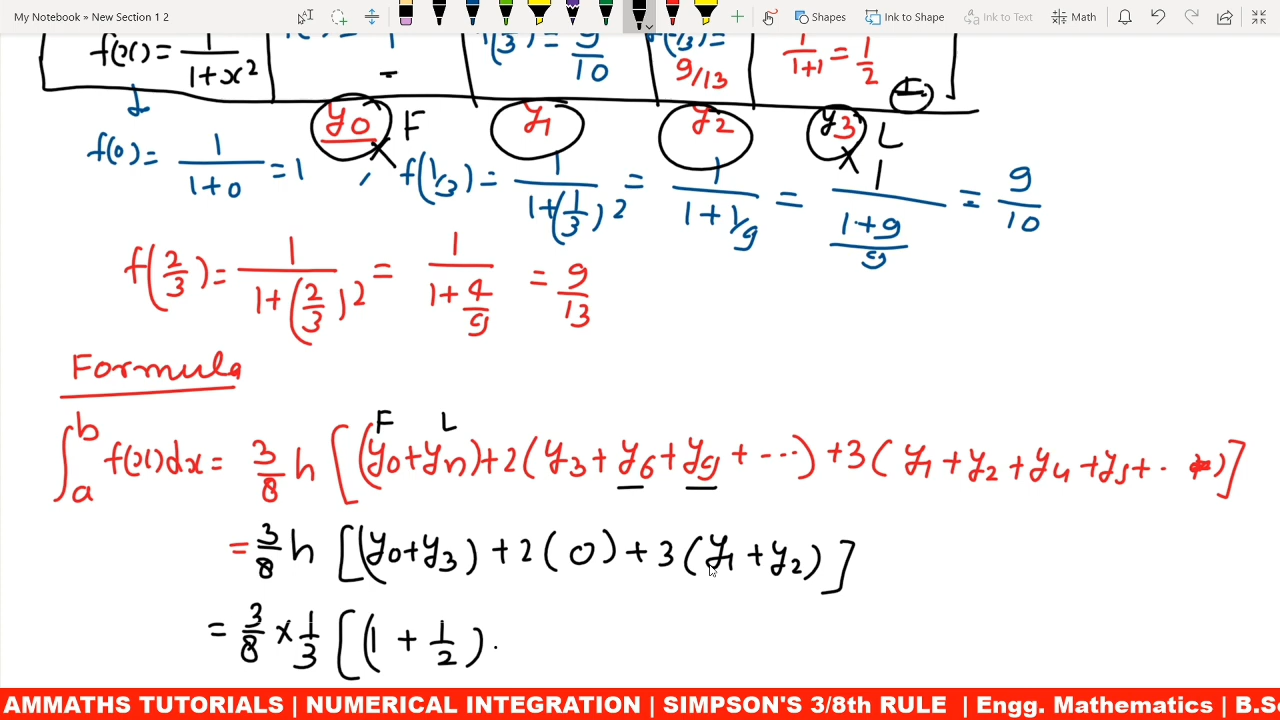 My Notebook » New Section 1 2
Shapes
Ink to Shape
Ink to Text
Math
f(x)= 1/(1+x²)
1
f(1/3)= 9/10
9/13
1/(1+1) = 1/2
y0 F y1 y2 y3 L
f(0)= 1/(1+0) =1, f(1/3) = 1/(1+(1/3)2) = 1/(1+1/9) = 1/((1+9)/9) = 9/10
f(2/3)= 1/(1+(2/3)2) = 1/(1+4/9) = 9/13
Formula
F L
∫ₐᵇ f(x)dx = 3/8 h [(y0+yn)+2(y3+y6+y9+...)+3(y1+y2+y4+y5+...)]
= 3/8 h [(y0+y3)+2(0)+3(y1+y2)]
= 3/8 × 1/3 [(1+1/2).
AMMATHS TUTORIALS | NUMERICAL INTEGRATION | SIMPSON'S 3/8th RULE | Engg. Mathematics | B.Sc